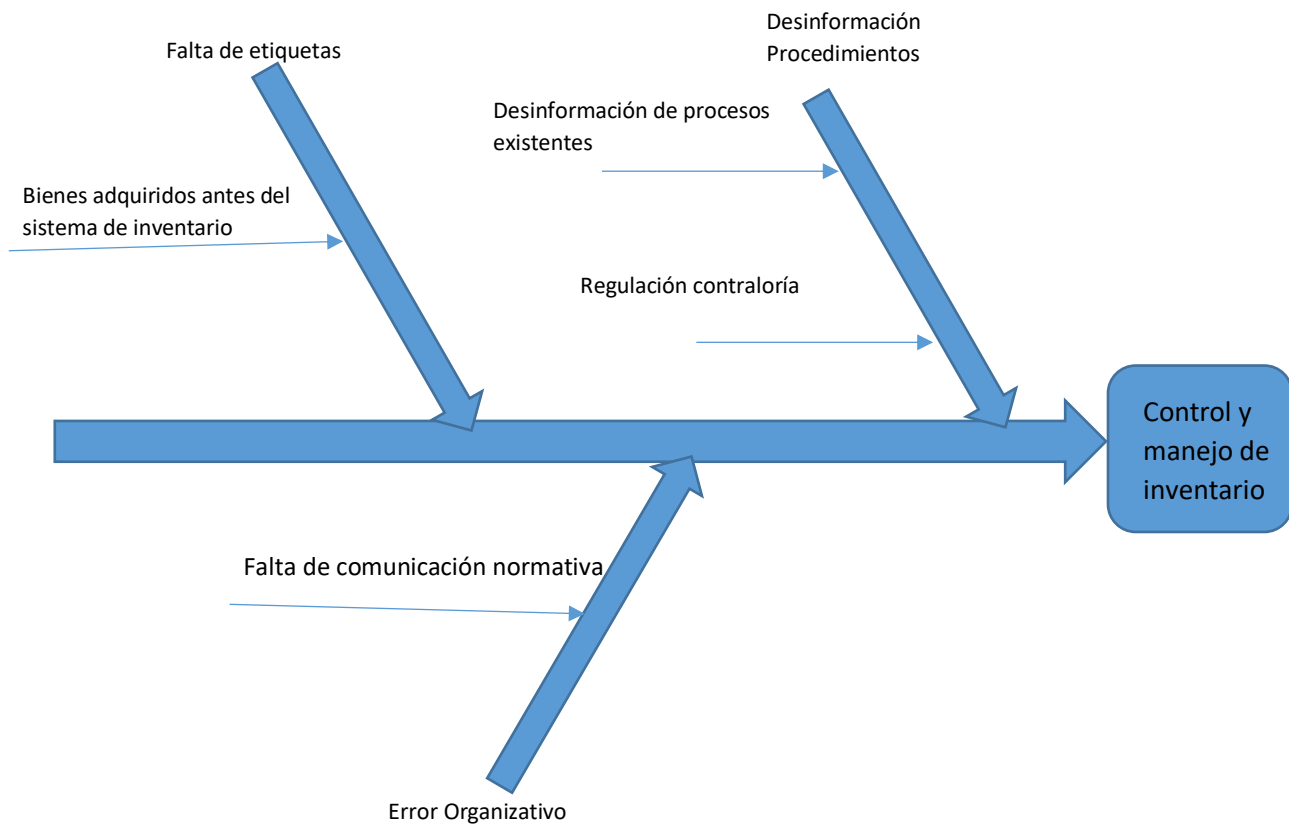 Falta de etiquetas
Desinformación
Procedimientos
Desinformación de procesos
existentes
Bienes adquiridos antes del
sistema de inventario
Regulación contraloría
Control y
manejo de
inventario
Falta de comunicación normativa
Error Organizativo